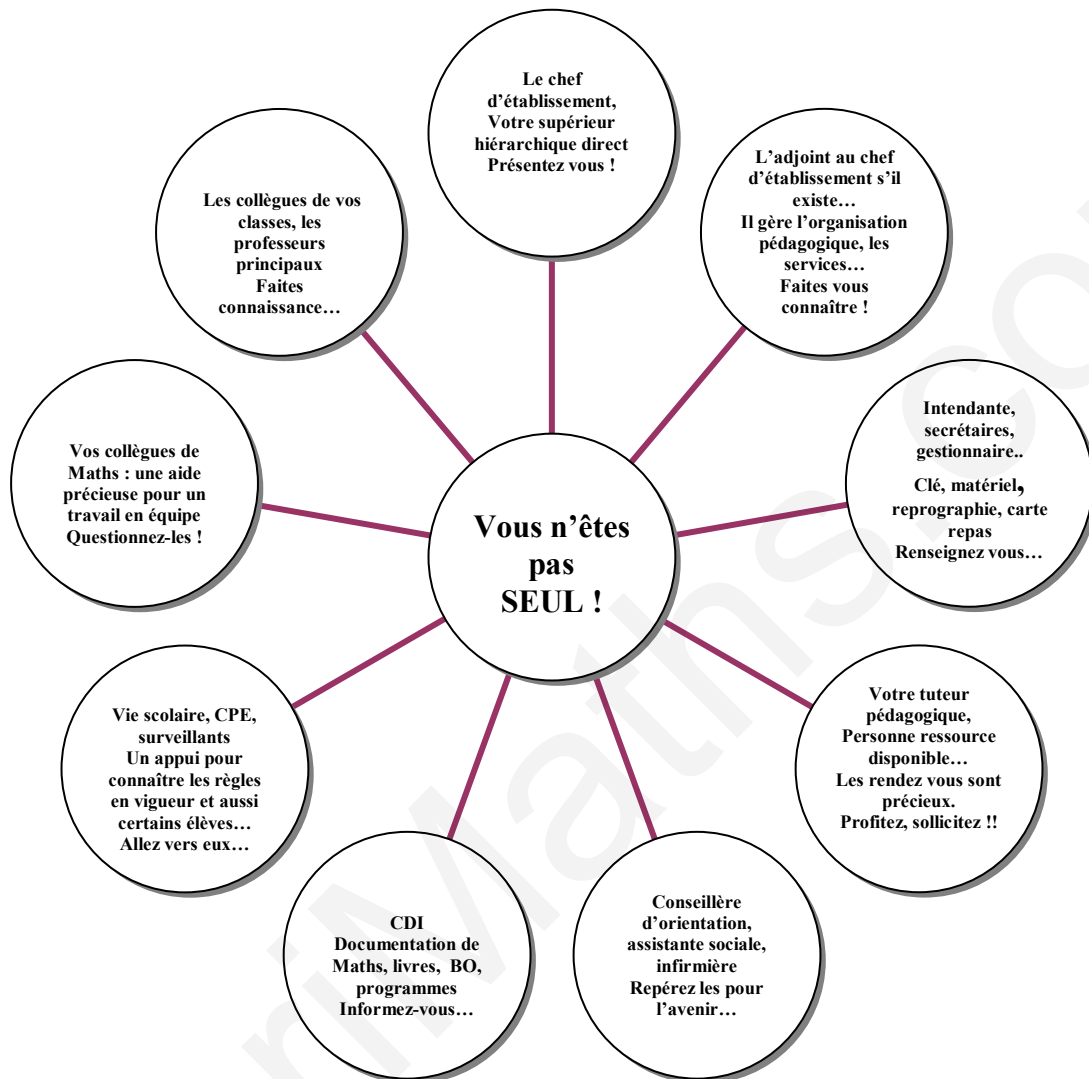 Le chef
d'établissement,
Votre supérieur
hiérarchique direct
Présentez vous !
L'adjoint au chef
d'établissement s'il
existe…
Il gère l'organisation
pédagogique, les
services…
Faites vous
connaître !
Intendante,
secrétaires,
gestionnaire..
Clé, matériel,
reprographie, carte
repas
Renseignez vous…
Votre tuteur
pédagogique,
Personne ressource
disponible…
Les rendez vous sont
précieux.
Profitez, sollicitez !!
Conseillère
d'orientation,
assistante sociale,
infirmière
Repérez les pour
l'avenir…
CDI
Documentation de
Maths, livres, BO,
programmes
Informez-vous…
Vie scolaire, CPE,
surveillants
Un appui pour
connaître les règles
en vigueur et aussi
certains élèves…
Allez vers eux…
Vos collègues de
Maths : une aide
précieuse pour un
travail en équipe
Questionnez-les !
Les collègues de vos
classes, les
professeurs
principaux
Faites
connaissance…
Vous n'êtes
pas
SEUL !